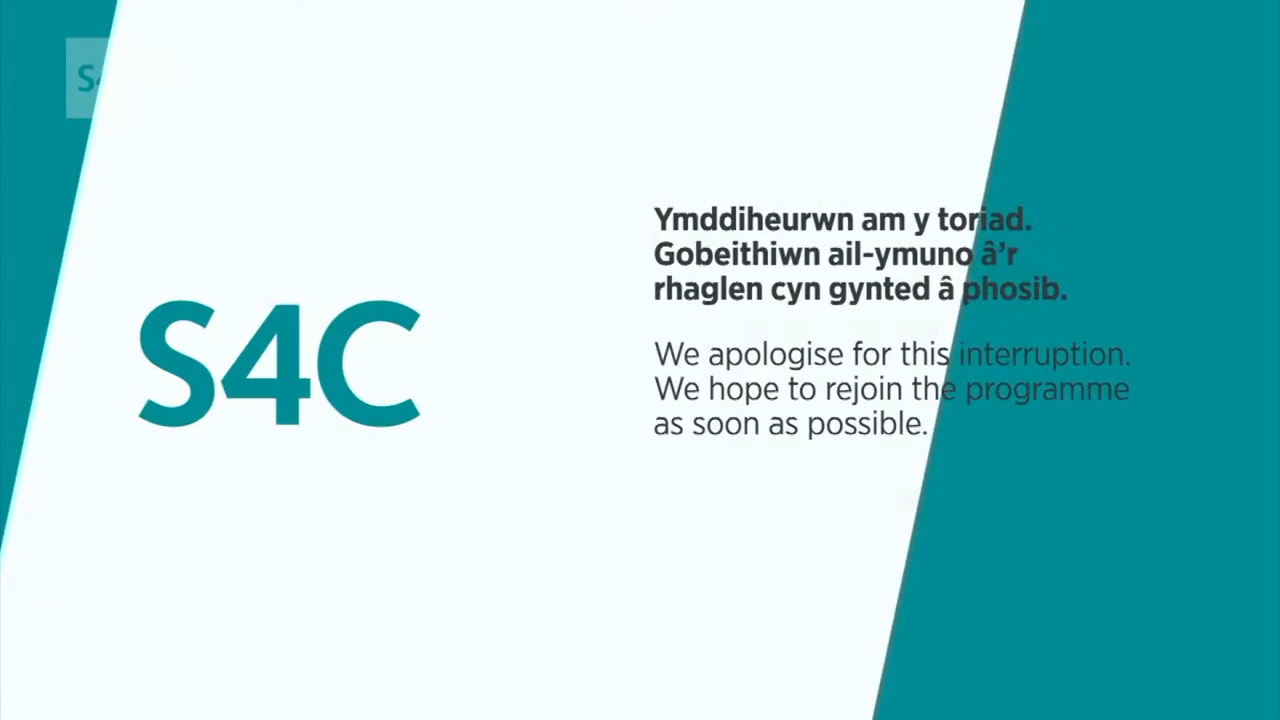 S4
Ymddiheurwn am y toriad.
Gobeithiwn ail-ymuno â'r
rhaglen cyn gynted â phosib.
S4C
We apologise for this interruption.
We hope to rejoin the programme
as soon as possible.